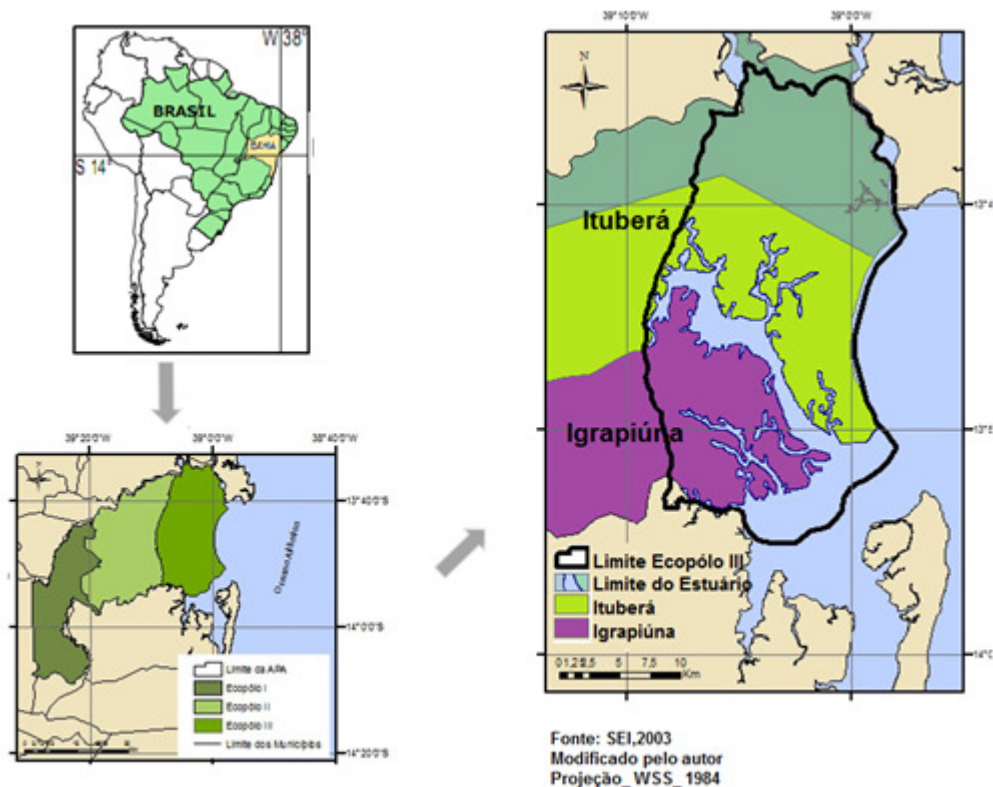 W 38°
BRASIL
BAHIA
S 14°
39°20'0"W 39°0'0"W 38°40'0"W
13°40'0"S
14°0'0"S
14°20'0"S
Limite da APA
Ecopólo I
Ecopólo II
Ecopólo III
Limite dos Municípios
39°10'0"W 39°0'0"W
N
Ituberá
Igrapiúna
Limite Ecopólo III
Limite do Estuário
Ituberá
Igrapiúna
0 1,25 2,5 5 7,5 10
Km
Fonte: SEI,2003
Modificado pelo autor
Projeção_WSS_1984